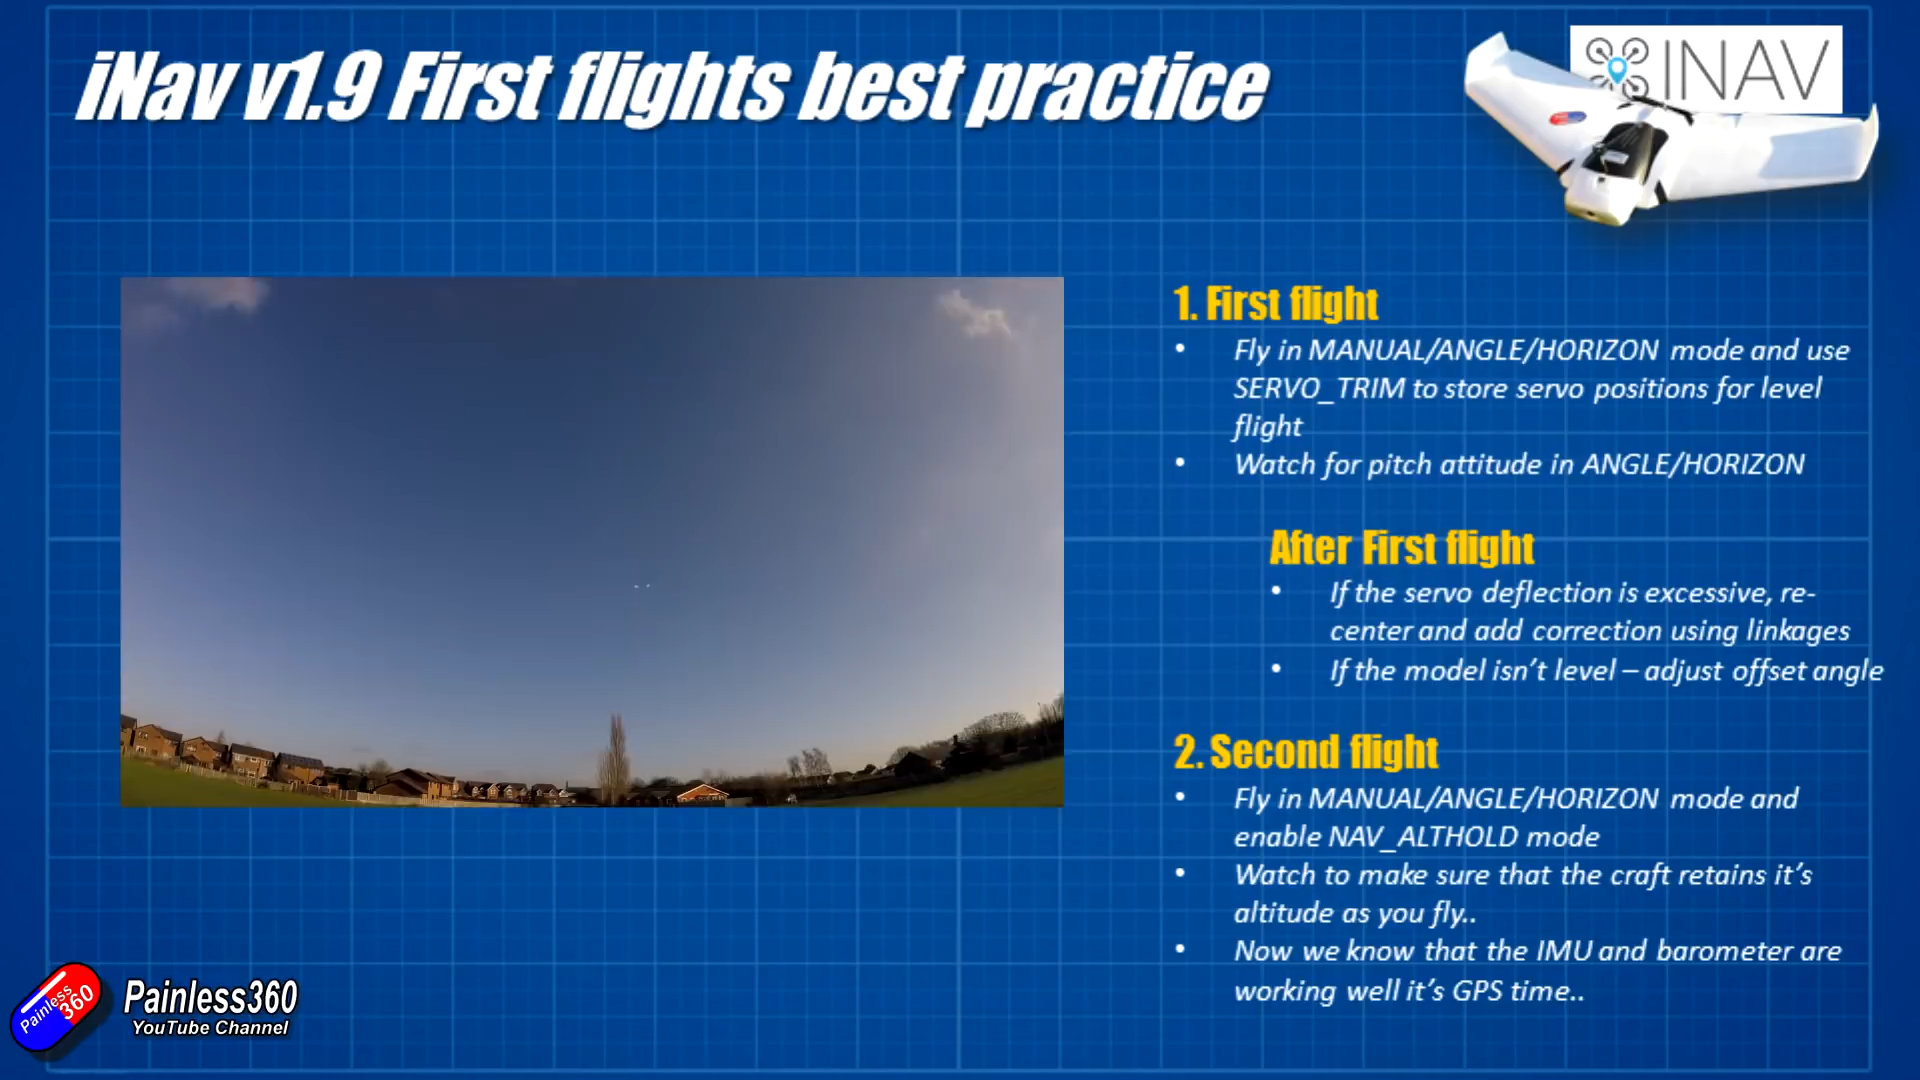 iNav v1.9 First flights best practice
INAV
1. First flight
• Fly in MANUAL/ANGLE/HORIZON mode and use
SERVO_TRIM to store servo positions for level
flight
• Watch for pitch attitude in ANGLE/HORIZON
After First flight
• If the servo deflection is excessive, re-
center and add correction using linkages
• If the model isn't level – adjust offset angle
2. Second flight
• Fly in MANUAL/ANGLE/HORIZON mode and
enable NAV_ALTHOLD mode
• Watch to make sure that the craft retains it's
altitude as you fly..
• Now we know that the IMU and barometer are
working well it's GPS time..
Painless
360
Painless360
YouTube Channel